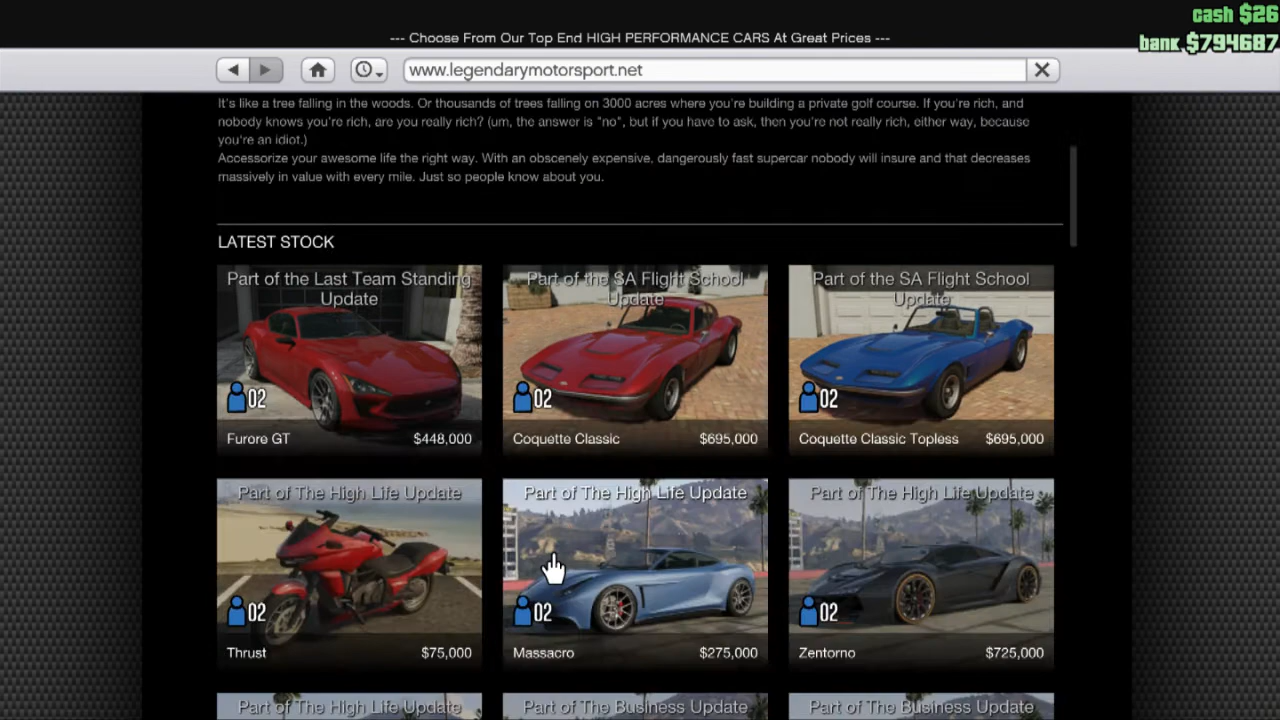 cash $26
--- Choose From Our Top End HIGH PERFORMANCE CARS At Great Prices ---
bank $794687
www.legendarymotorsport.net
It's like a tree falling in the woods. Or thousands of trees falling on 3000 acres where you're building a private golf course. If you're rich, and
nobody knows you're rich, are you really rich? (um, the answer is "no", but if you have to ask, then you're not really rich, either way, because
you're an idiot.)
Accessorize your awesome life the right way. With an obscenely expensive, dangerously fast supercar nobody will insure and that decreases
massively in value with every mile. Just so people know about you.
LATEST STOCK
Part of the Last Team Standing
Update
02
Furore GT $448,000
Part of the SA Flight School
Update
02
Coquette Classic $695,000
Part of the SA Flight School
Update
02
Coquette Classic Topless $695,000
Part of The High Life Update
02
Thrust $75,000
Part of The High Life Update
02
Massacro $275,000
Part of The High Life Update
02
Zentorno $725,000
Part of The High Life Update
Part of the Business Update
Part of the Business Update